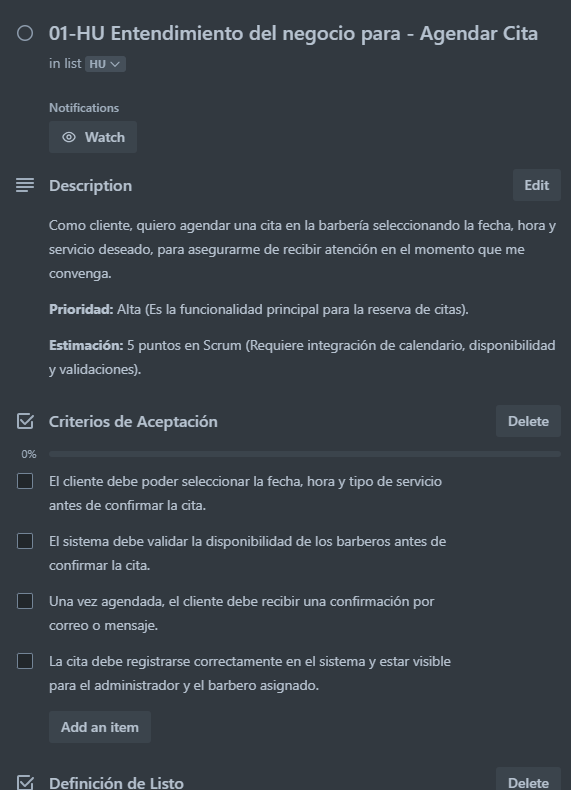 01-HU Entendimiento del negocio para - Agendar Cita
in list HU
Notifications
Watch
Description
Edit
Como cliente, quiero agendar una cita en la barbería seleccionando la fecha, hora y
servicio deseado, para asegurarme de recibir atención en el momento que me
convenga.
Prioridad: Alta (Es la funcionalidad principal para la reserva de citas).
Estimación: 5 puntos en Scrum (Requiere integración de calendario, disponibilidad
y validaciones).
Criterios de Aceptación
Delete
0%
El cliente debe poder seleccionar la fecha, hora y tipo de servicio
antes de confirmar la cita.
El sistema debe validar la disponibilidad de los barberos antes de
confirmar la cita.
Una vez agendada, el cliente debe recibir una confirmación por
correo o mensaje.
La cita debe registrarse correctamente en el sistema y estar visible
para el administrador y el barbero asignado.
Add an item
Definición de Listo
Delete